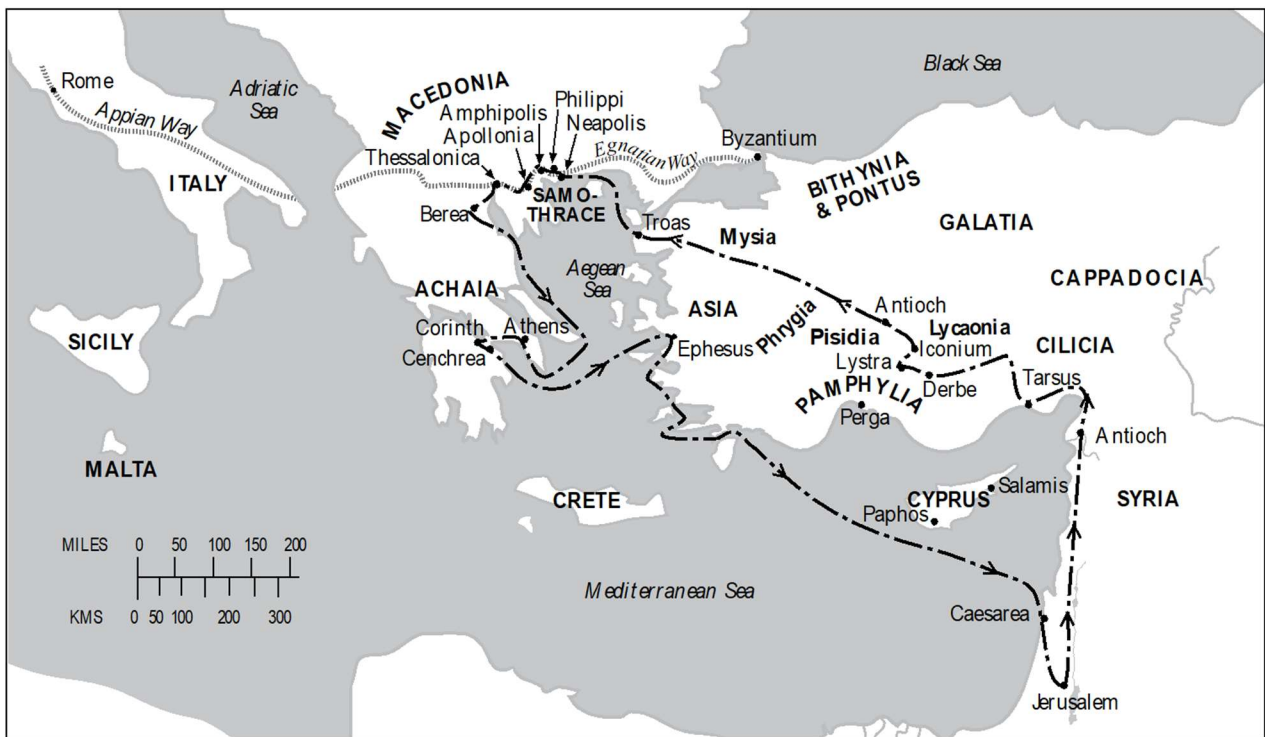 Black Sea
Rome
Adriatic
Sea
MACEDONIA
Philippi
Amphipolis
Neapolis
Apollonia
Appian Way
Egnatian Way
Byzantium
Thessalonica
ITALY
BITHYNIA
& PONTUS
SAMO-
THRACE
Berea
Troas
Mysia
GALATIA
Aegean
Sea
CAPPADOCIA
ACHAIA
ASIA
Phrygia
Antioch
Lycaonia
Pisidia
Corinth
Athens
SICILY
Cenchrea
Ephesus
Iconium
CILICIA
Lystra
Derbe
Tarsus
PAMPHYLIA
Perga
Antioch
MALTA
CRETE
CYPRUS
Salamis
SYRIA
Paphos
MILES 0 50 100 150 200
KMS 0 50 100 200 300
Mediterranean Sea
Caesarea
Jerusalem